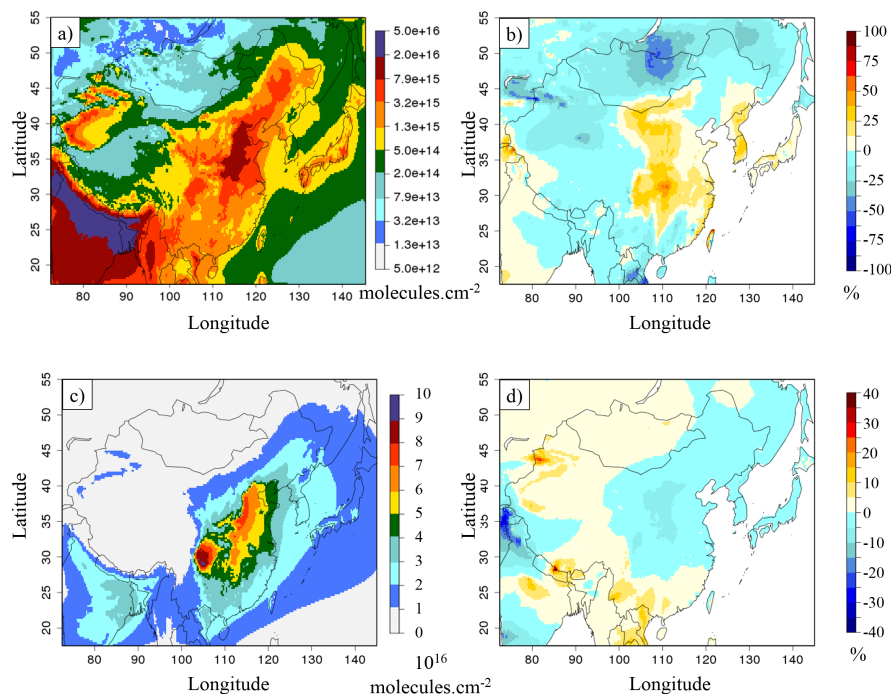 a)
55
50
45
40
35
30
25
20
Latitude
80 90 100 110 120 130 140
Longitude
5.0e+16
2.0e+16
7.9e+15
3.2e+15
1.3e+15
5.0e+14
2.0e+14
7.9e+13
3.2e+13
1.3e+13
5.0e+12
molecules.cm-2
b)
55
50
45
40
35
30
25
20
Latitude
80 90 100 110 120 130 140
Longitude
100
75
50
25
0
-25
-50
-75
-100
%
c)
55
50
45
40
35
30
25
20
Latitude
80 90 100 110 120 130 140
Longitude
10
9
8
7
6
5
4
3
2
1
0
10^16
molecules.cm-2
d)
55
50
45
40
35
30
25
20
Latitude
80 90 100 110 120 130 140
Longitude
40
30
20
10
0
-10
-20
-30
-40
%